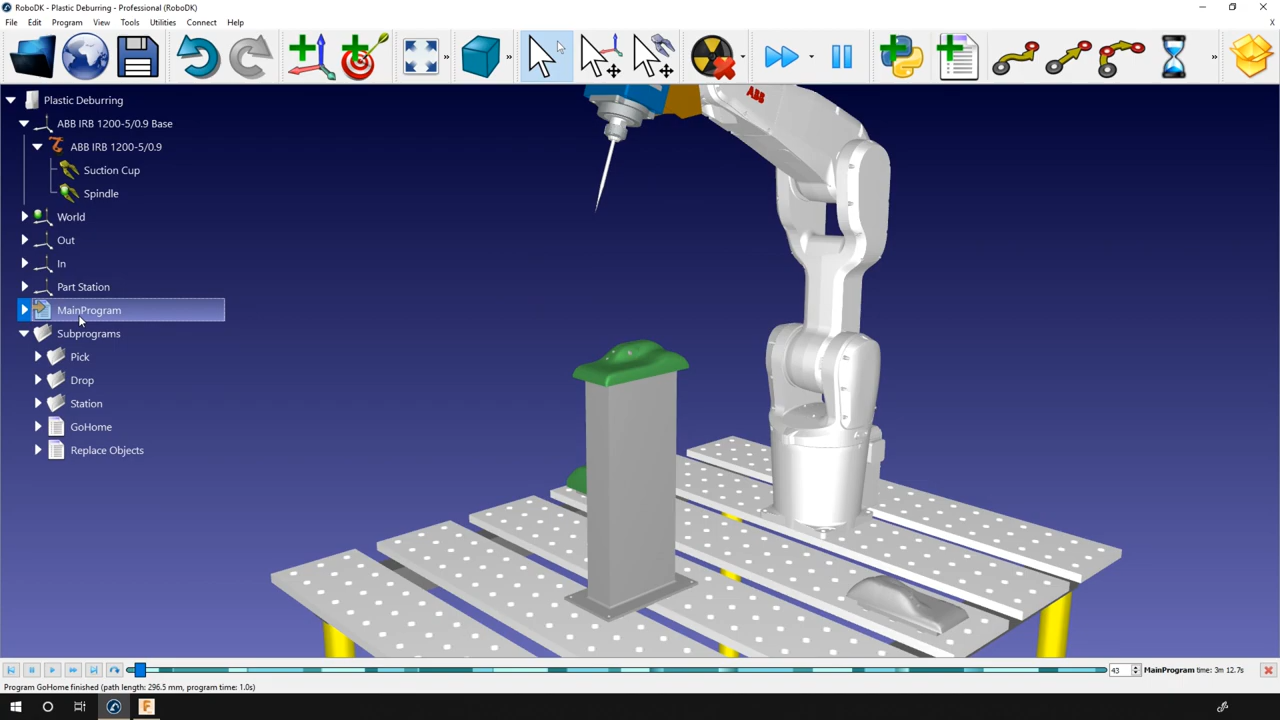 RoboDK - Plastic Deburring - Professional (RoboDK)
File Edit Program View Tools Utilities Connect Help
Plastic Deburring
ABB IRB 1200-5/0.9 Base
ABB IRB 1200-5/0.9
Suction Cup
Spindle
World
Out
In
Part Station
MainProgram
Subprograms
Pick
Drop
Station
GoHome
Replace Objects
ABB
43 MainProgram time: 3m 12.7s
Program GoHome finished (path length: 296.5 mm, program time: 1.0s)